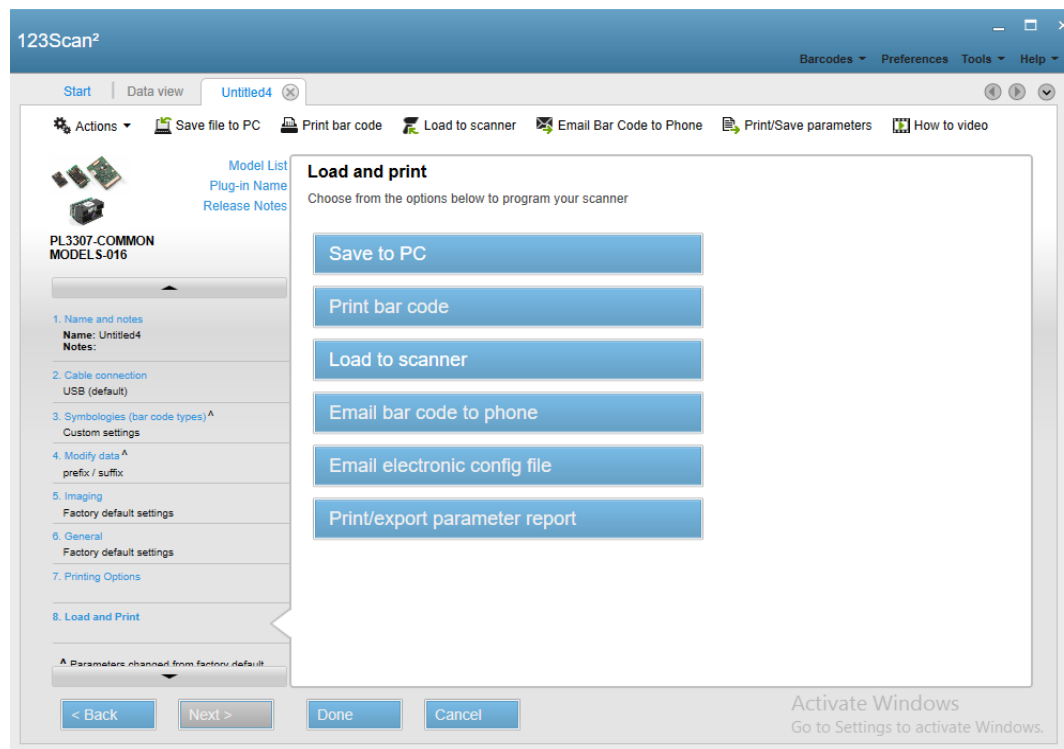 123Scan²
Barcodes Preferences Tools Help
Start Data view Untitled4
Actions Save file to PC Print bar code Load to scanner Email Bar Code to Phone Print/Save parameters How to video
Model List
Plug-in Name
Release Notes
PL3307-COMMON
MODELS-016
1. Name and notes
Name: Untitled4
Notes:
2. Cable connection
USB (default)
3. Symbologies (bar code types) ^
Custom settings
4. Modify data ^
prefix / suffix
5. Imaging
Factory default settings
6. General
Factory default settings
7. Printing Options
8. Load and Print
^ Parameters changed from factory default
Load and print
Choose from the options below to program your scanner
Save to PC
Print bar code
Load to scanner
Email bar code to phone
Email electronic config file
Print/export parameter report
< Back Next > Done Cancel
Activate Windows
Go to Settings to activate Windows.